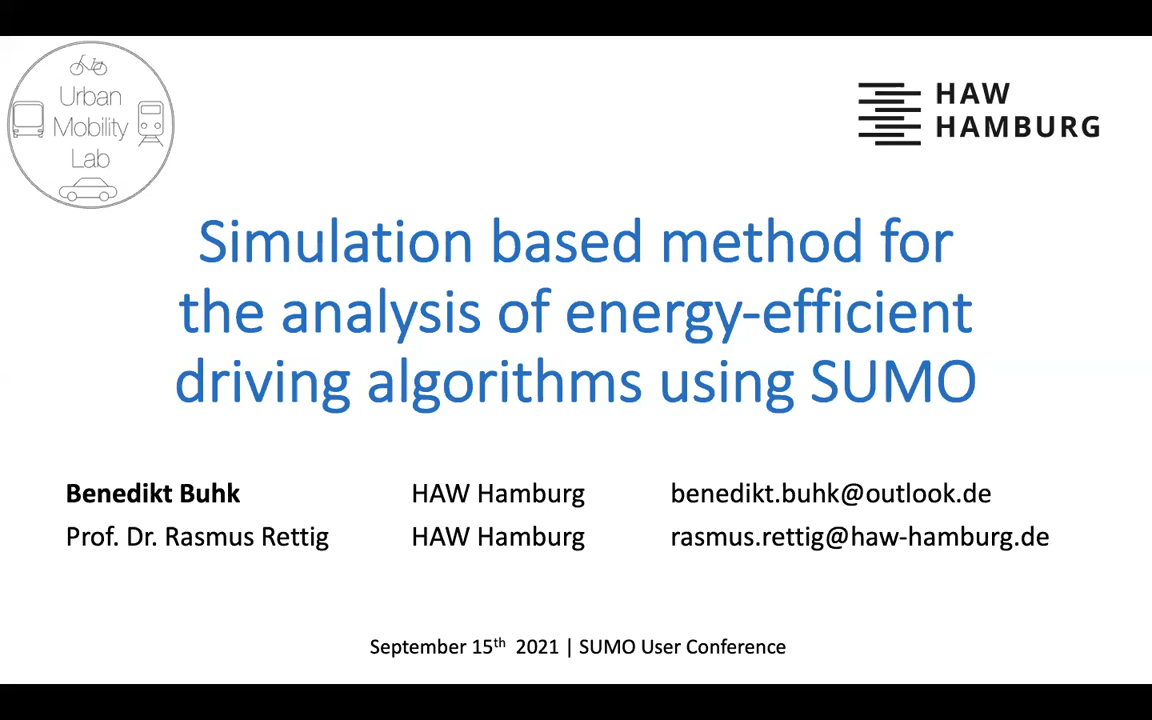 Urban
Mobility
Lab
HAW
HAMBURG
Simulation based method for
the analysis of energy-efficient
driving algorithms using SUMO
Benedikt Buhk HAW Hamburg benedikt.buhk@outlook.de
Prof. Dr. Rasmus Rettig HAW Hamburg rasmus.rettig@haw-hamburg.de
September 15th 2021 | SUMO User Conference